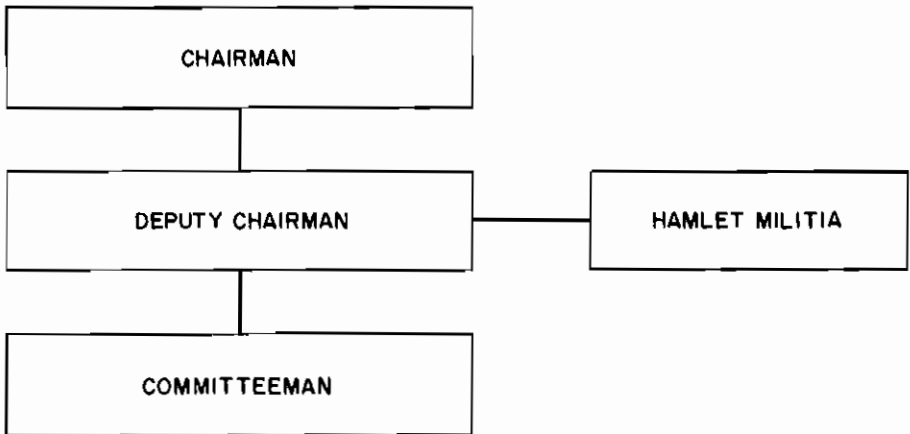 CHAIRMAN
DEPUTY CHAIRMAN
HAMLET MILITIA
COMMITTEEMAN